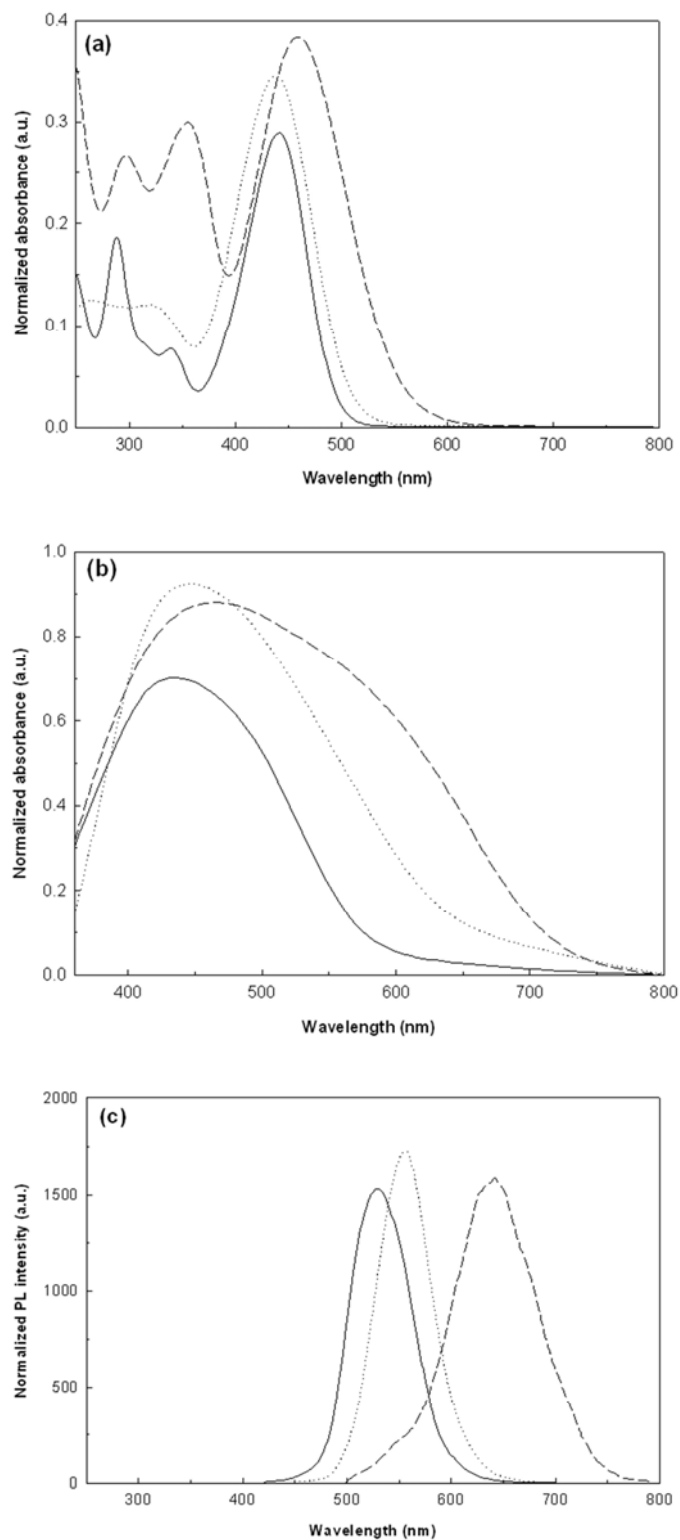 (a)
Normalized absorbance (a.u.)
0.4
0.3
0.2
0.1
0.0
300 400 500 600 700 800
Wavelength (nm)
(b)
Normalized absorbance (a.u.)
1.0
0.8
0.6
0.4
0.2
0.0
400 500 600 700 800
Wavelength (nm)
(c)
Normalized PL intensity (a.u.)
2000
1500
1000
500
0
300 400 500 600 700 800
Wavelength (nm)